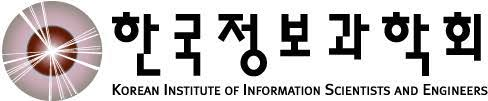 한국정보과학회
KOREAN INSTITUTE OF INFORMATION SCIENTISTS AND ENGINEERS